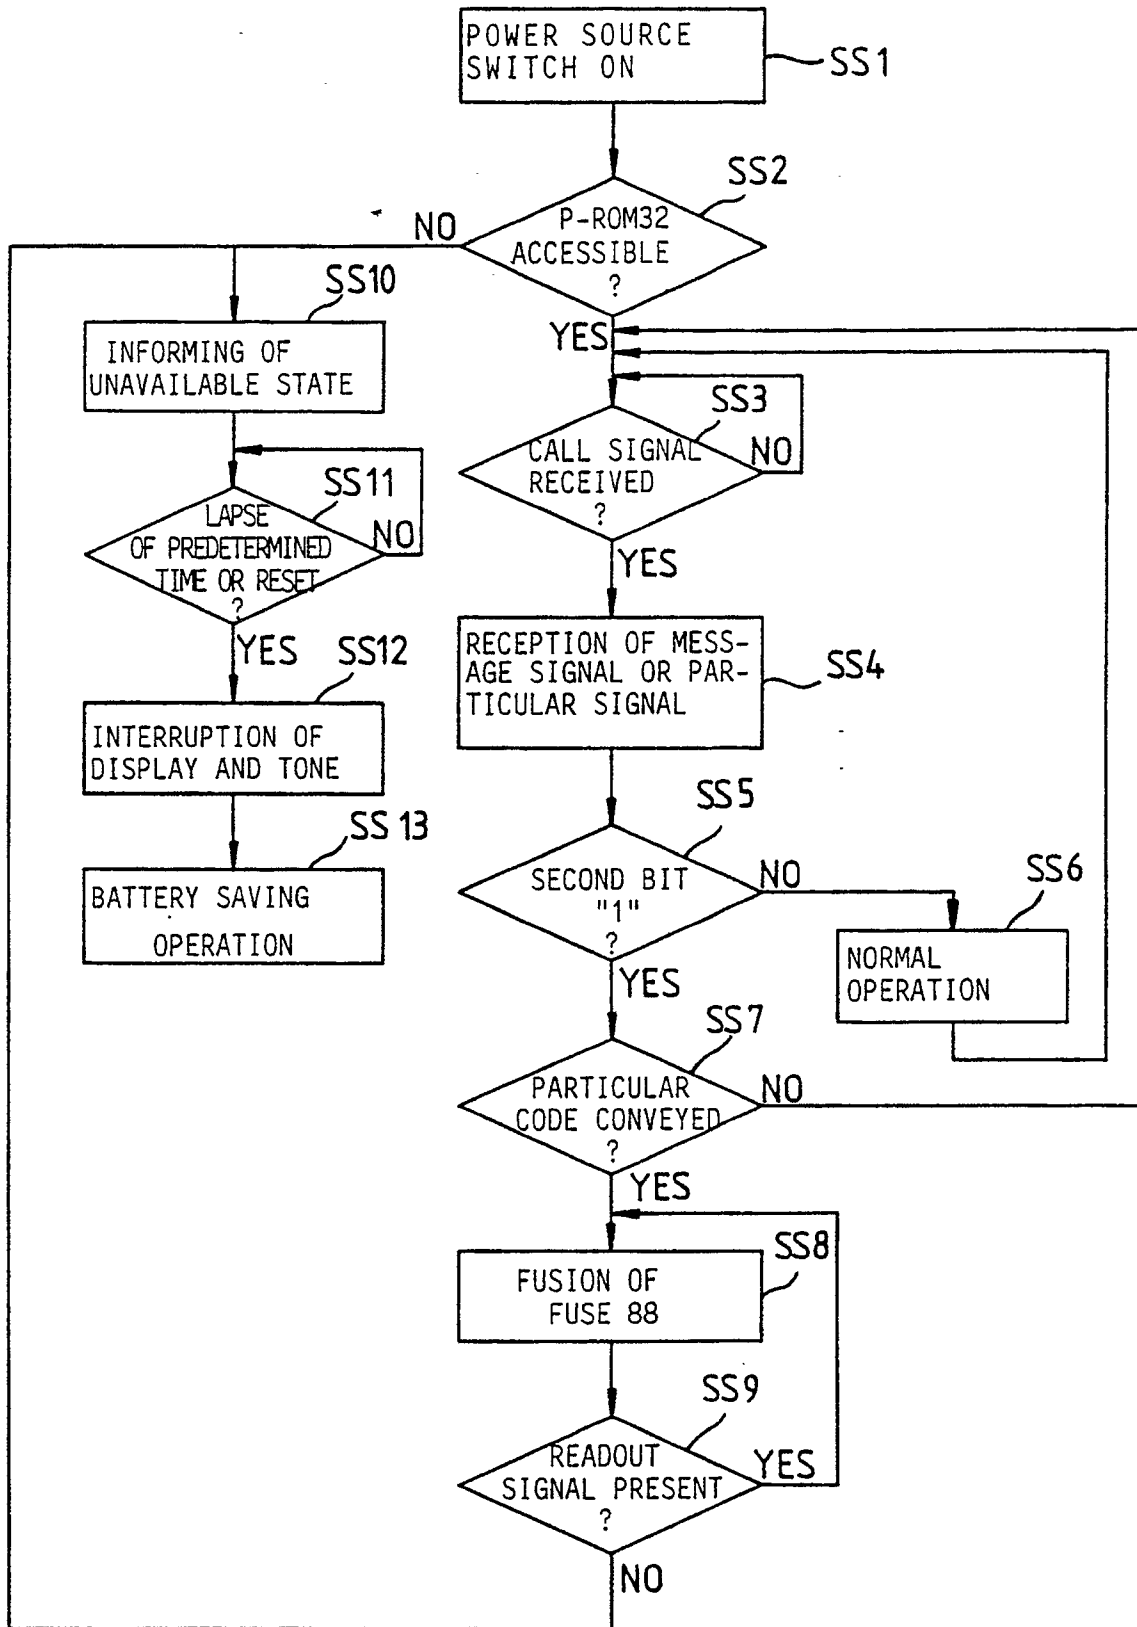 POWER SOURCE
SWITCH ON
SS1
SS2
P-ROM32
ACCESSIBLE
?
NO
YES
SS10
INFORMING OF
UNAVAILABLE STATE
SS3
CALL SIGNAL
RECEIVED
?
NO
YES
SS11
LAPSE
OF PREDETERMINED
TIME OR RESET
?
NO
YES
SS4
RECEPTION OF MESS-
AGE SIGNAL OR PAR-
TICULAR SIGNAL
SS12
INTERRUPTION OF
DISPLAY AND TONE
SS13
BATTERY SAVING
OPERATION
SS5
SECOND BIT
"1"
?
NO
YES
SS6
NORMAL
OPERATION
SS7
PARTICULAR
CODE CONVEYED
?
NO
YES
SS8
FUSION OF
FUSE 88
SS9
READOUT
SIGNAL PRESENT
?
YES
NO